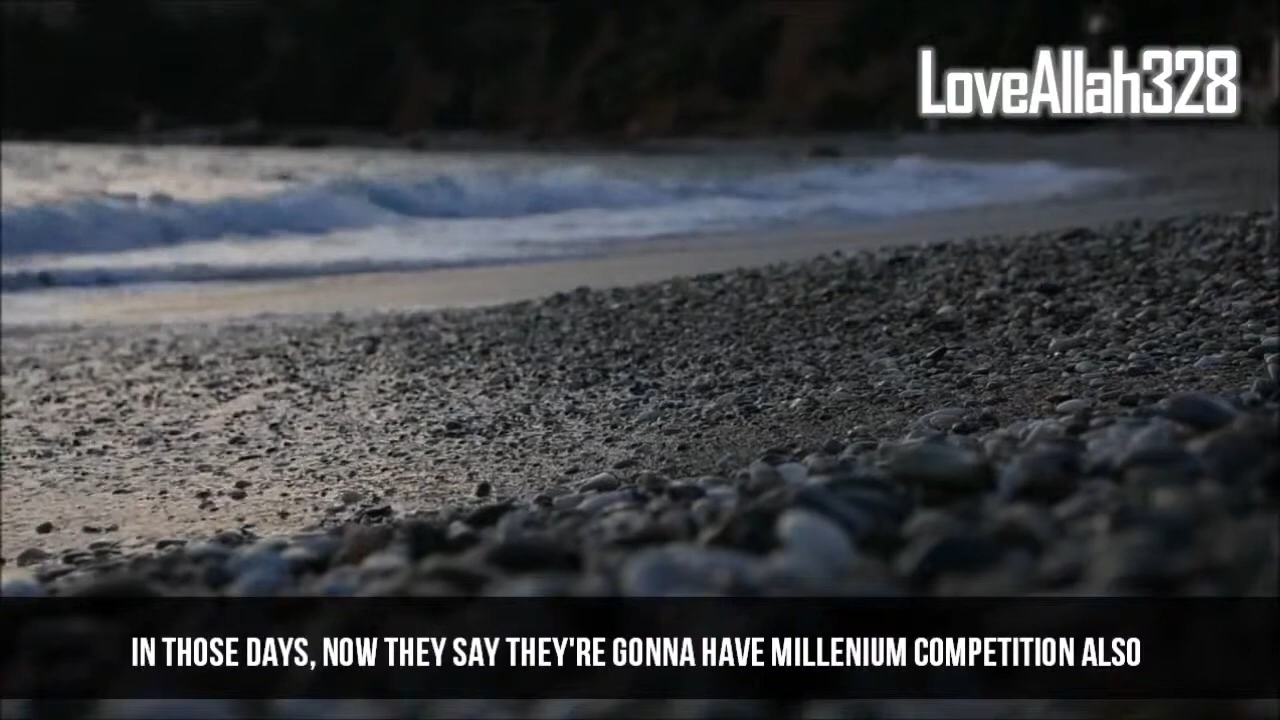 LoveAllah328
IN THOSE DAYS, NOW THEY SAY THEY'RE GONNA HAVE MILLENIUM COMPETITION ALSO